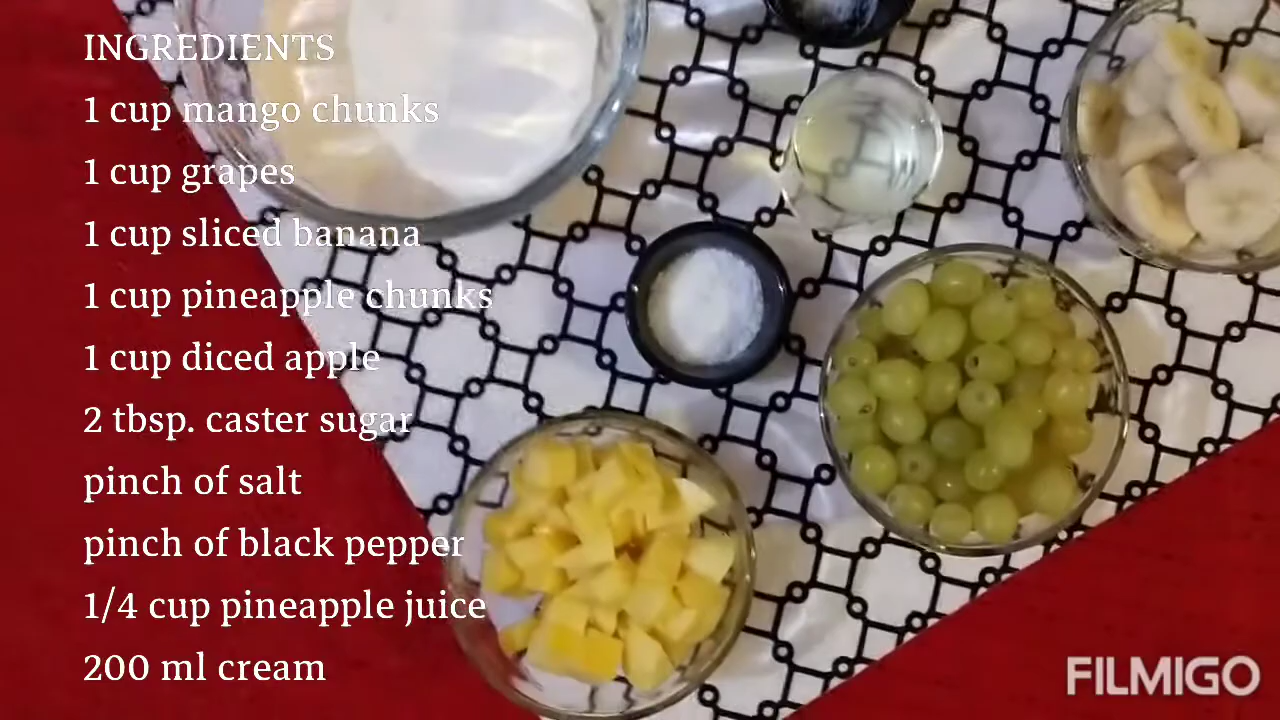 INGREDIENTS
1 cup mango chunks
1 cup grapes
1 cup sliced banana
1 cup pineapple chunks
1 cup diced apple
2 tbsp. caster sugar
pinch of salt
pinch of black pepper
1/4 cup pineapple juice
200 ml cream
FILMIGO